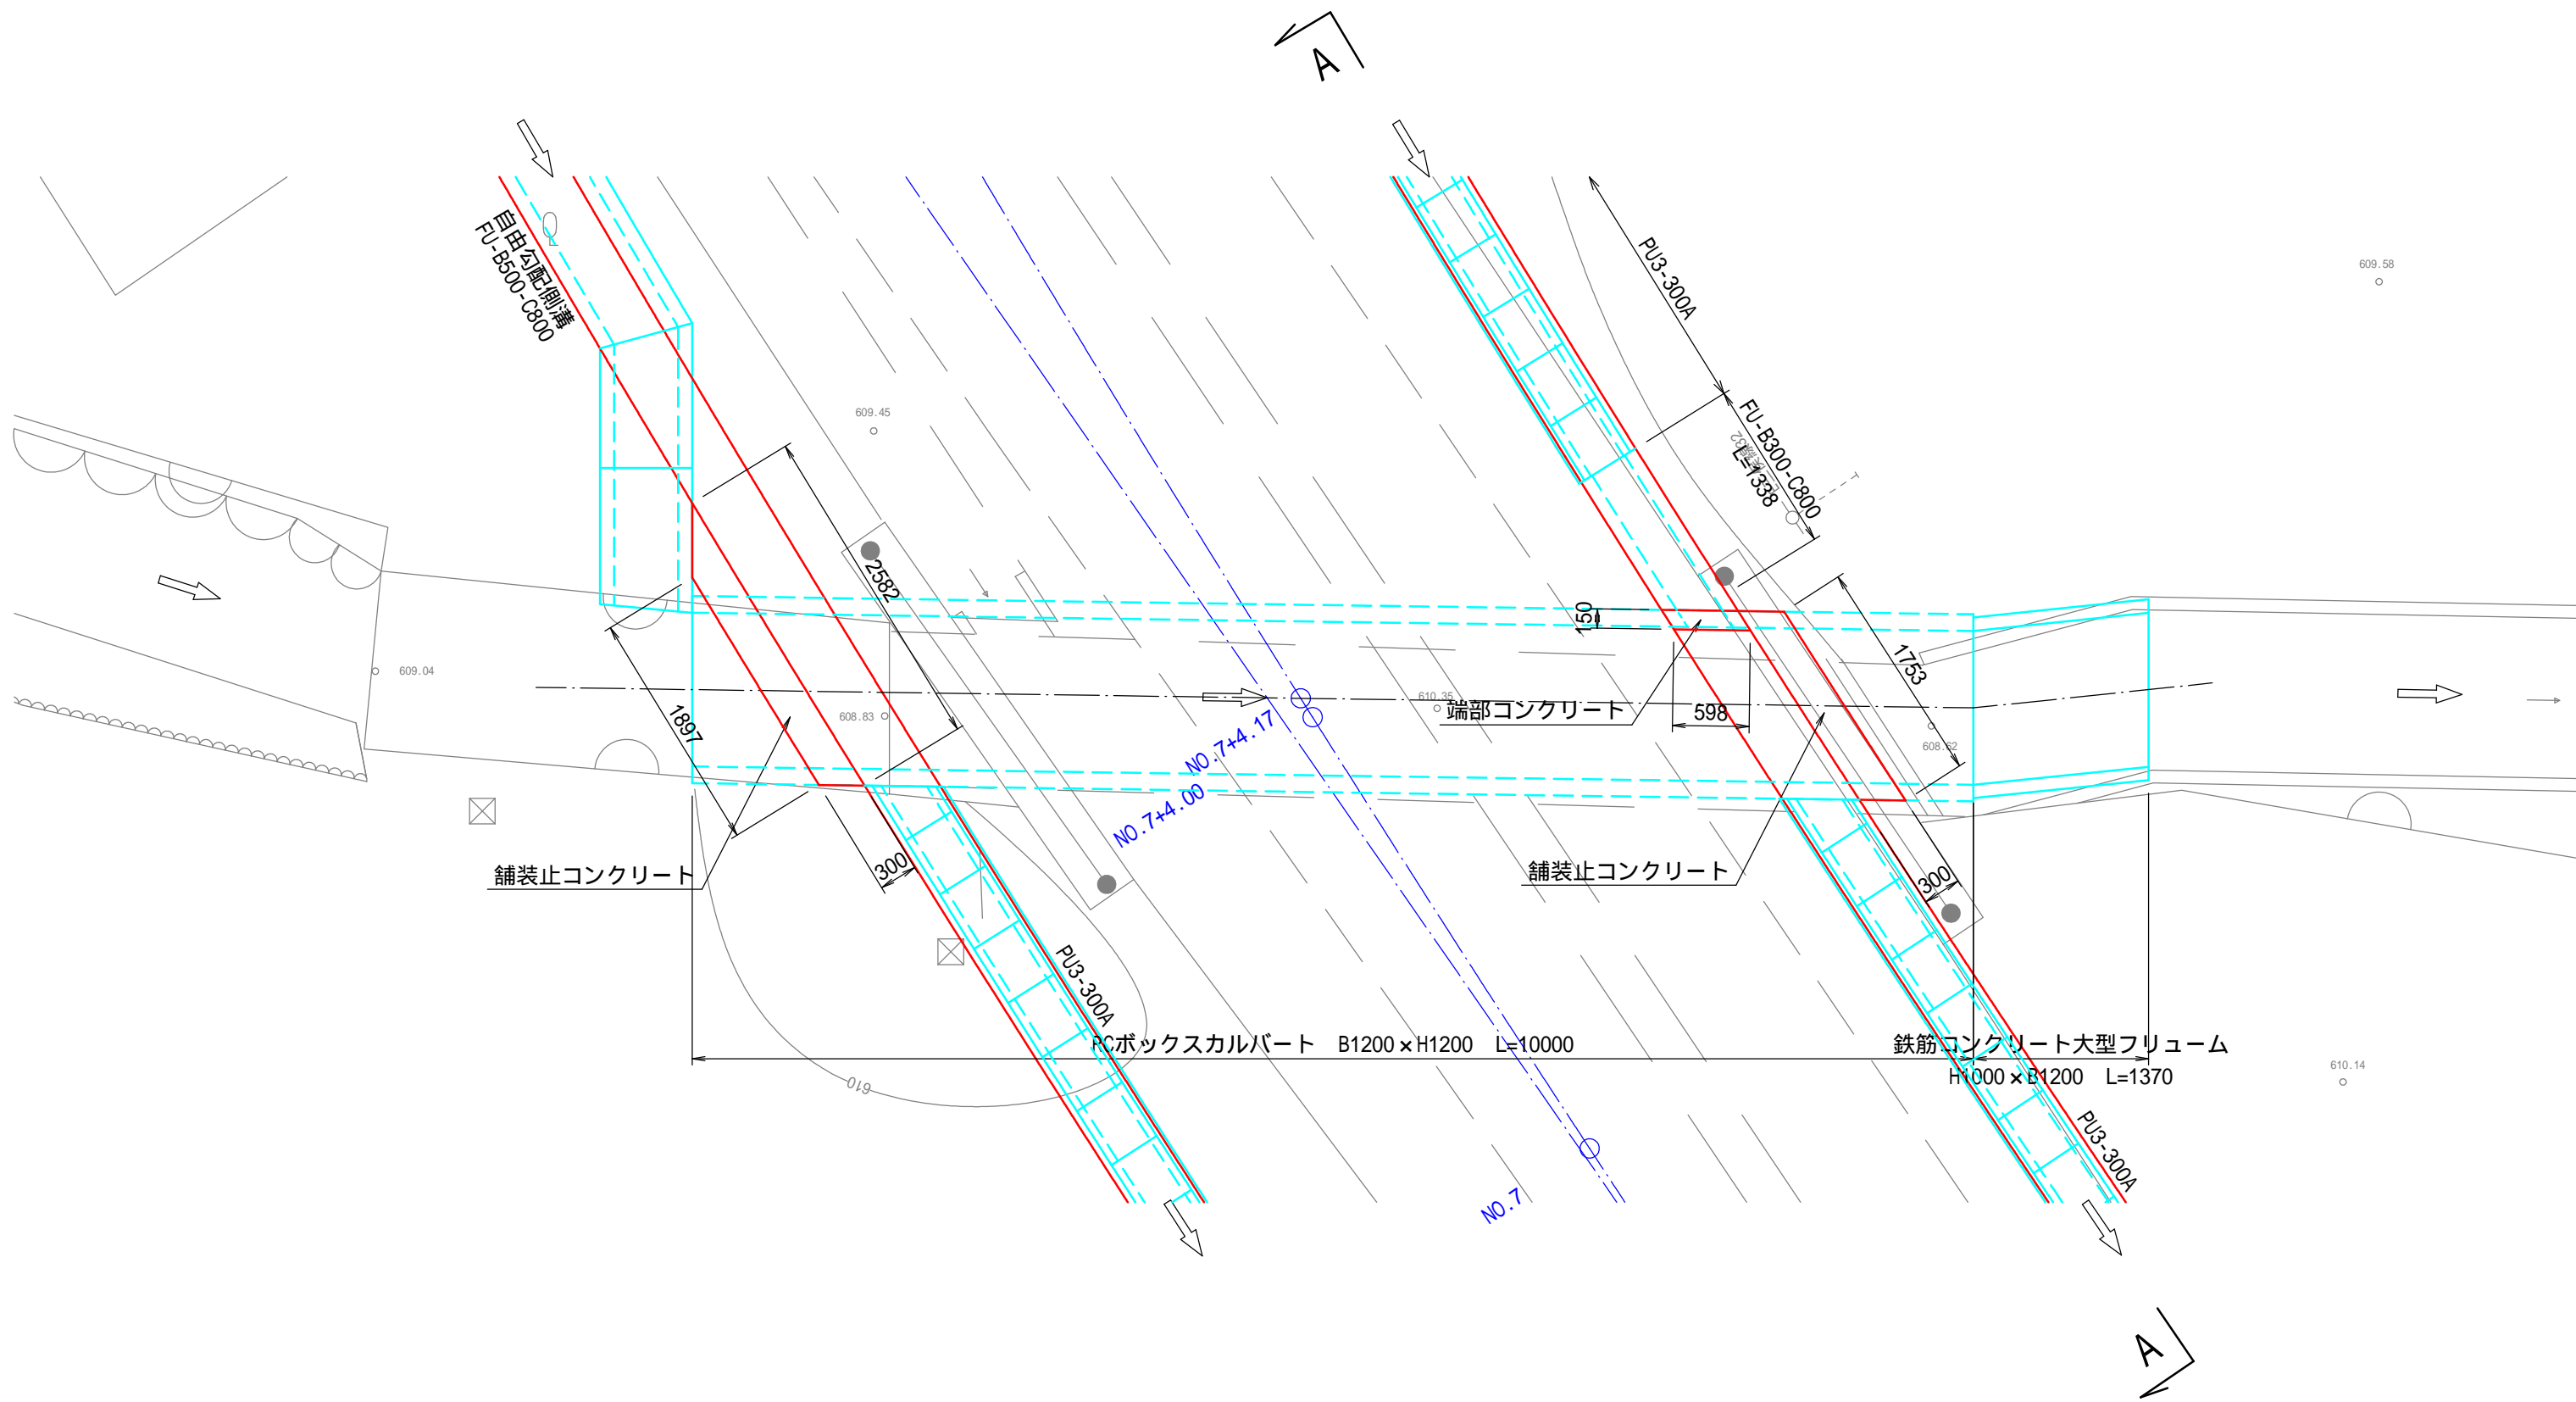 A
自由勾配側溝
FU-B500-C800
PU3-300A
609.58
FU-B300-C800
L=1338
609.45
2582
150
1753
609.04
1897
608.83
610.35
端部コンクリート
598
608.62
NO.7+4.17
NO.7+4.00
舗装止コンクリート
300
舗装止コンクリート
300
PU3-300A
PCボックスカルバート　B1200×H1200　L=10000
鉄筋コンクリート大型フリューム
H1000×B1200　L=1370
610
610.14
PU3-300A
NO.7
A